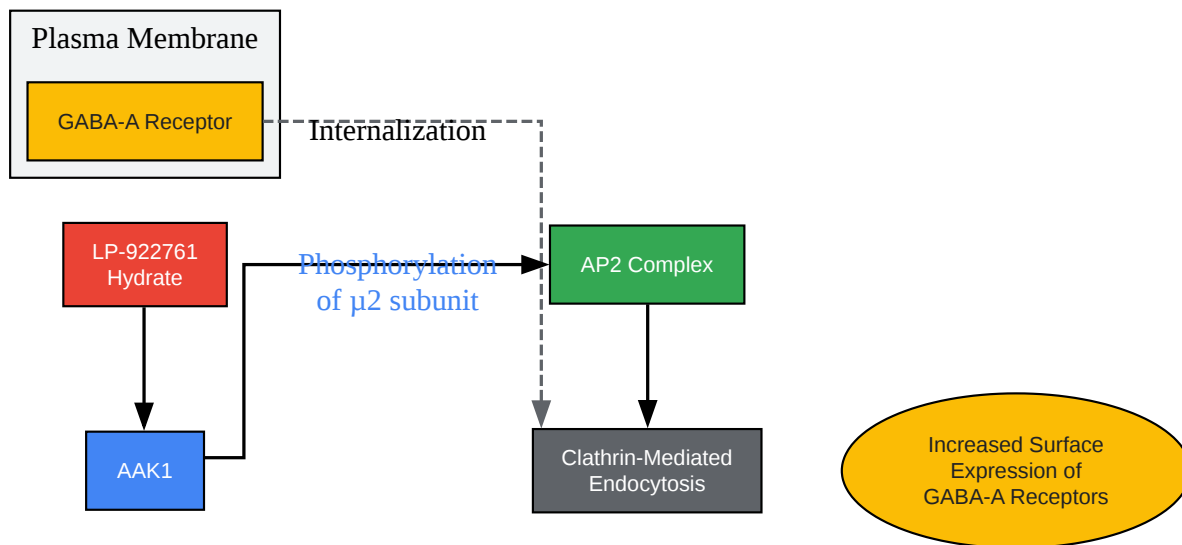 Plasma Membrane
GABA-A Receptor
Internalization
LP-922761
Hydrate
Phosphorylation
of µ2 subunit
AP2 Complex
AAK1
Clathrin-Mediated
Endocytosis
Increased Surface
Expression of
GABA-A Receptors